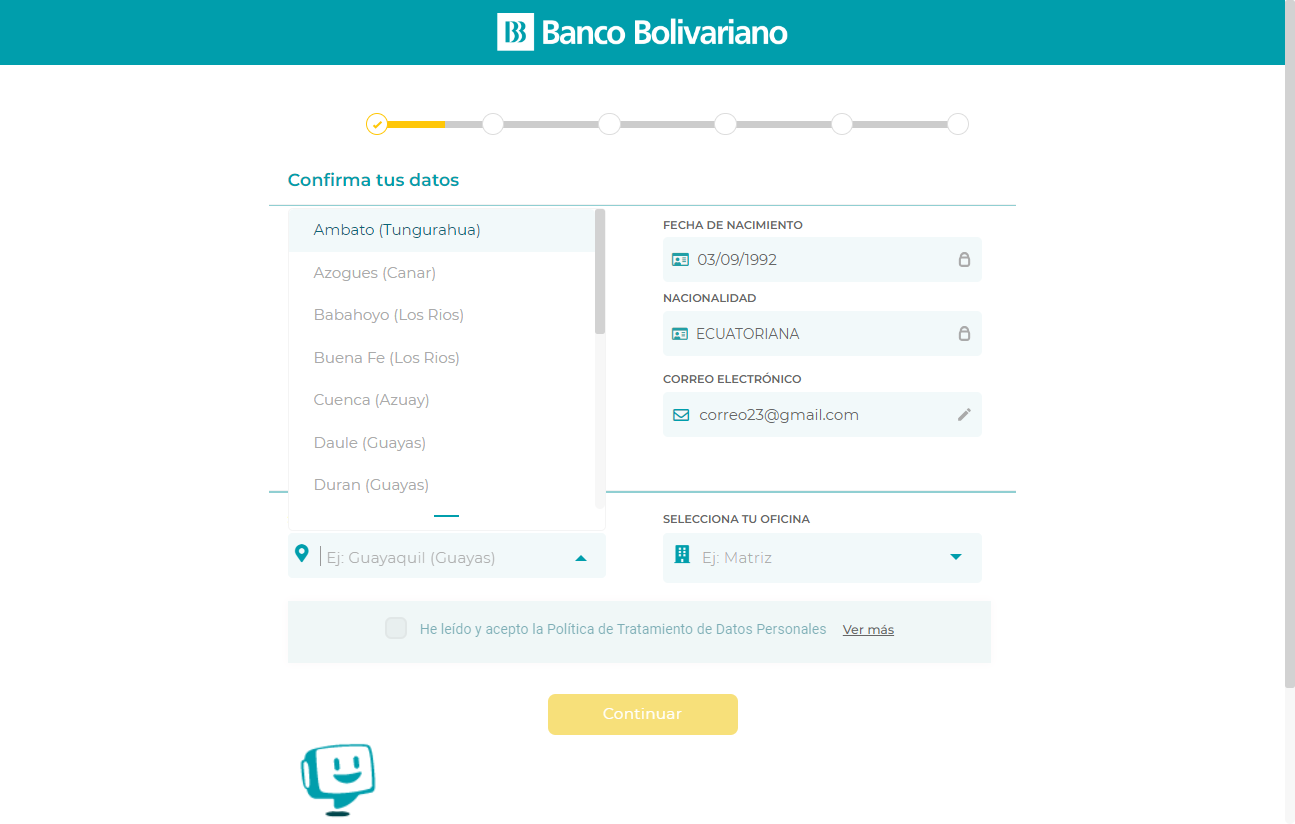 Banco Bolivariano
Confirma tus datos
Ambato (Tungurahua)
Azogues (Canar)
Babahoyo (Los Rios)
Buena Fe (Los Rios)
Cuenca (Azuay)
Daule (Guayas)
Duran (Guayas)
Ej: Guayaquil (Guayas)
FECHA DE NACIMIENTO
03/09/1992
NACIONALIDAD
ECUATORIANA
CORREO ELECTRÓNICO
correo23@gmail.com
SELECCIONA TU OFICINA
Ej: Matriz
He leído y acepto la Política de Tratamiento de Datos Personales Ver más
Continuar